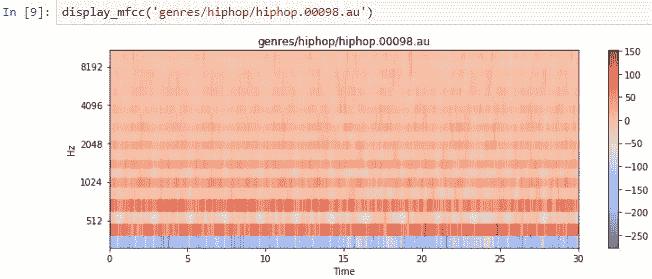 In [9]: display_mfcc('genres/hiphop/hiphop.00098.au')
genres/hiphop/hiphop.00098.au
8192
4096
2048
1024
512
Hz
0 5 10 15 20 25 30
Time
150
100
50
0
−50
−100
−150
−200
−250